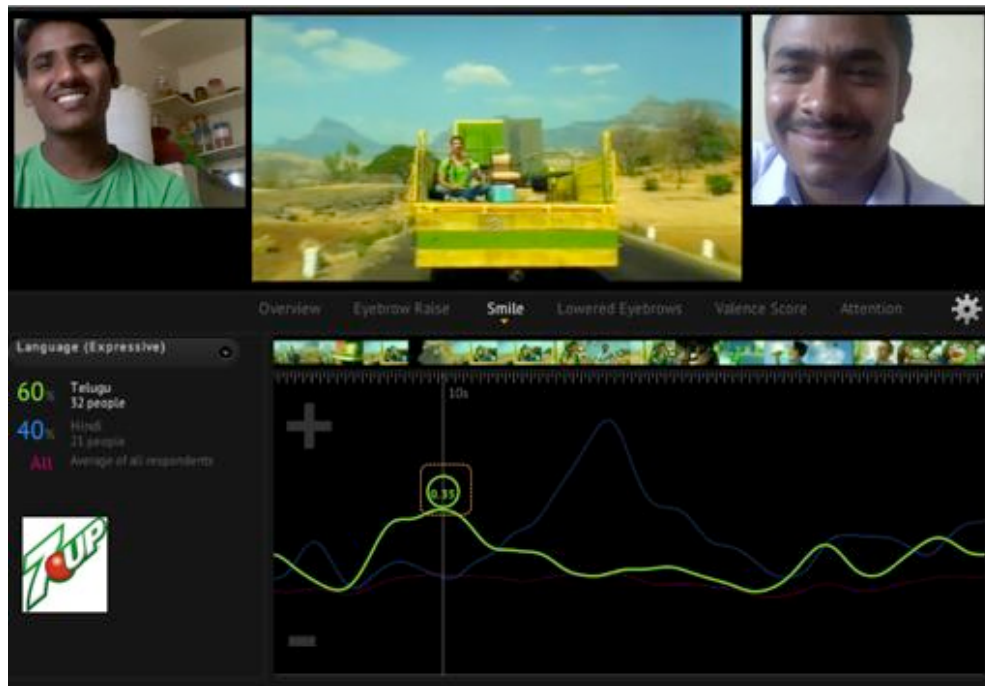 Overview Eyebrow Raise Smile Lowered Eyebrows Valence Score Attention
Language (Expressive)
60% Telugu
32 people
40% Hindi
21 people
All Average of all respondents
10s
0.35
7UP